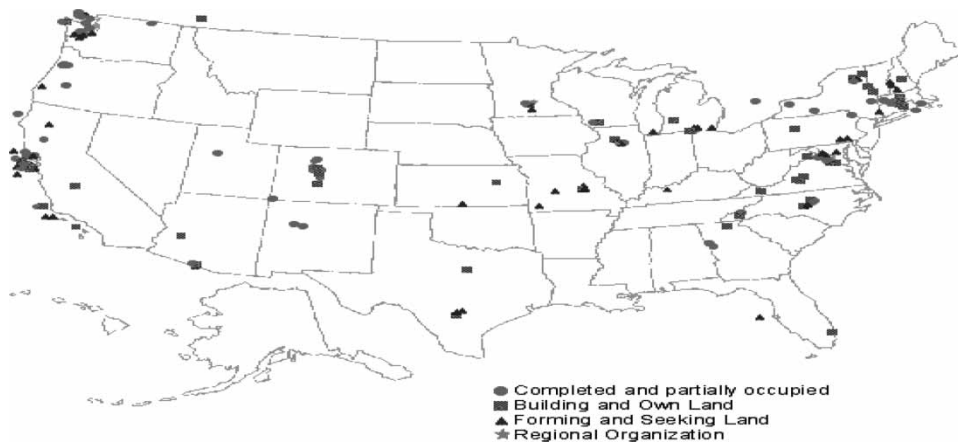 Completed and partially occupied
Building and Own Land
Forming and Seeking Land
Regional Organization